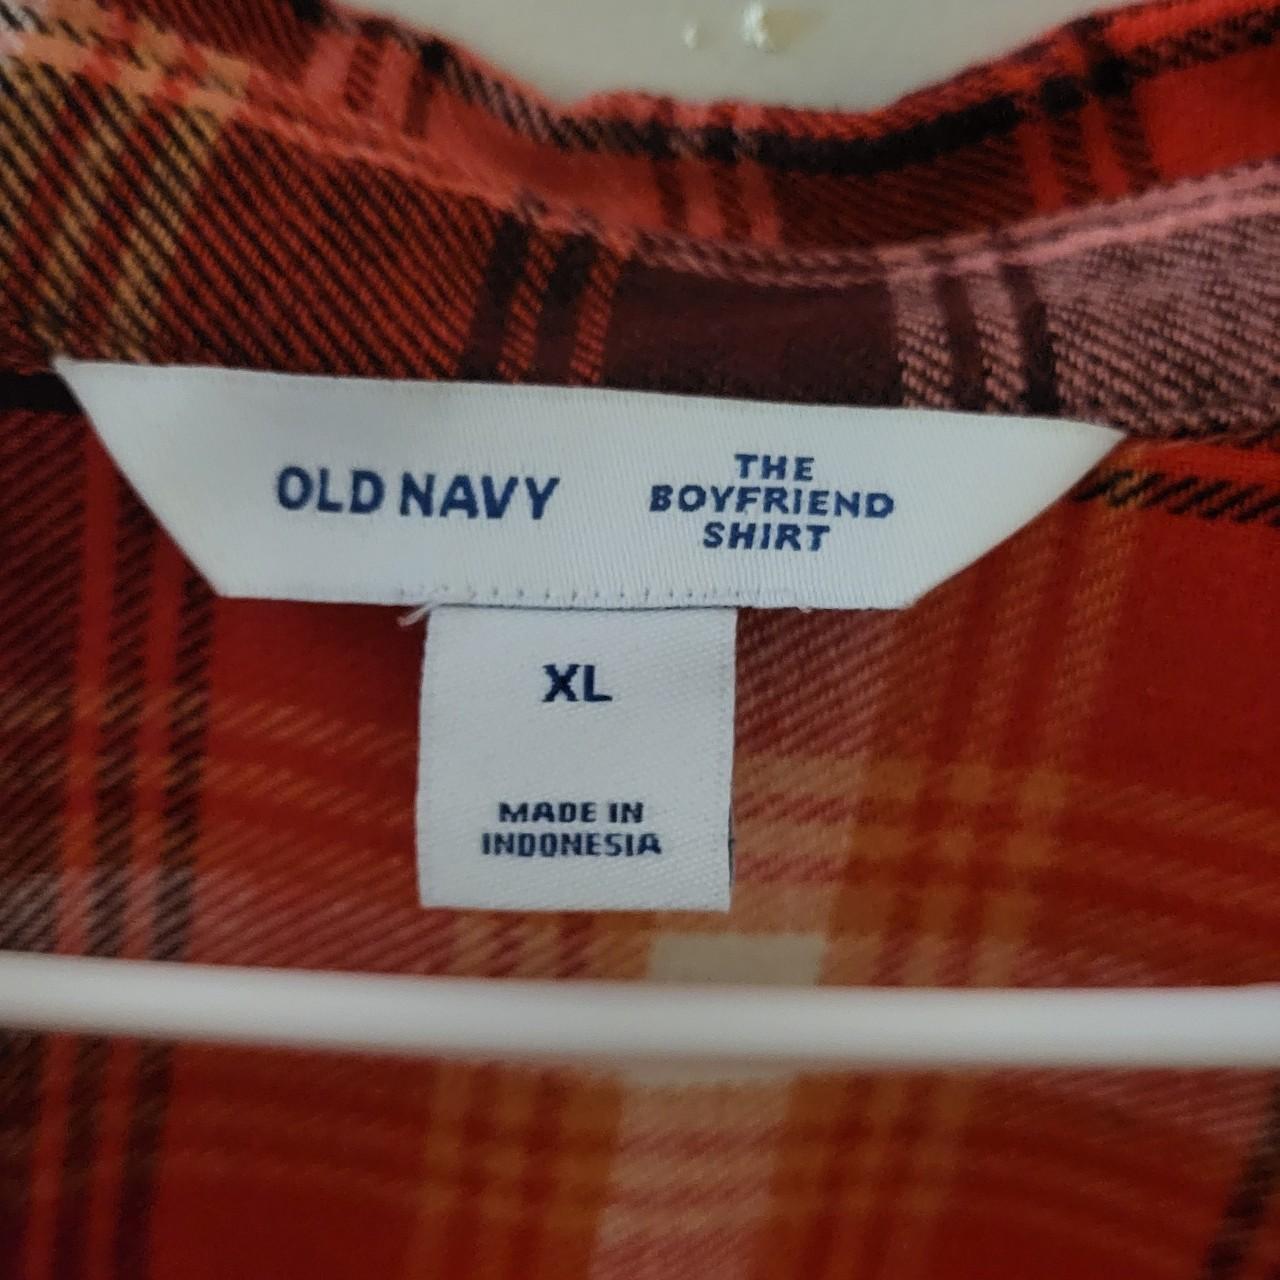 OLD NAVY
THE
BOYFRIEND
SHIRT
XL
MADE IN
INDONESIA